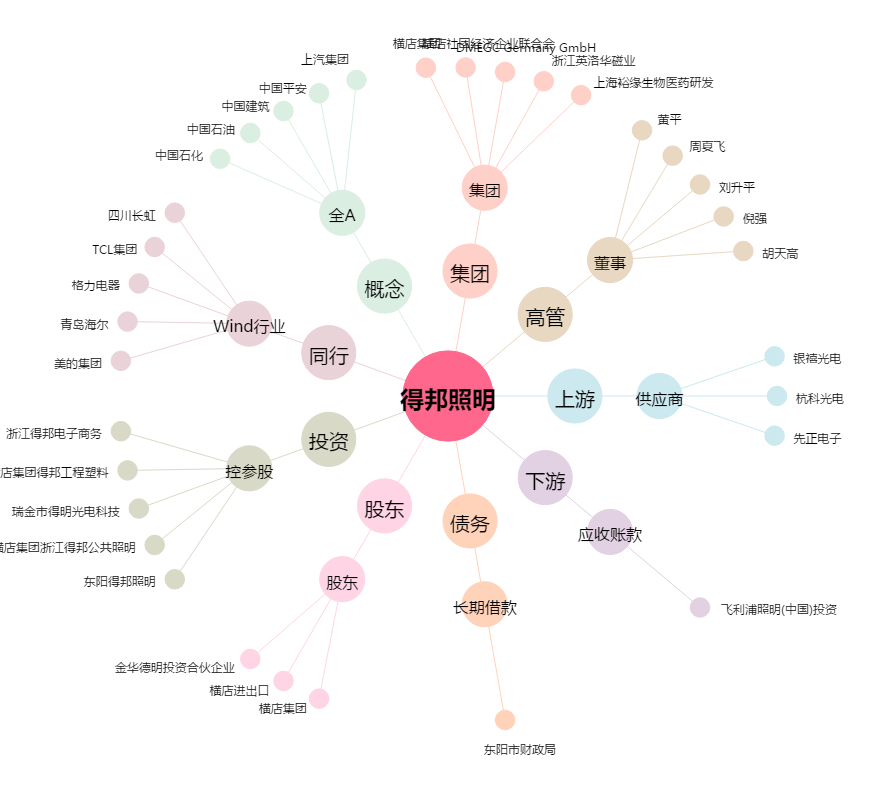 横店集团
横店社团经济企业联合会
DMEGC Germany GmbH
浙江英洛华磁业
上海裕缘生物医药研发
上汽集团
中国平安
中国建筑
中国石油
中国石化
黄平
周夏飞
刘升平
倪强
胡天高
集团
全A
四川长虹
TCL集团
格力电器
青岛海尔
美的集团
董事
集团
概念
高管
Wind行业
同行
得邦照明
上游
供应商
银禧光电
杭科光电
先正电子
浙江得邦电子商务
店集团得邦工程塑料
瑞金市得明光电科技
横店集团浙江得邦公共照明
东阳得邦照明
投资
控参股
下游
应收账款
飞利浦照明(中国)投资
股东
债务
股东
长期借款
金华德明投资合伙企业
横店进出口
横店集团
东阳市财政局